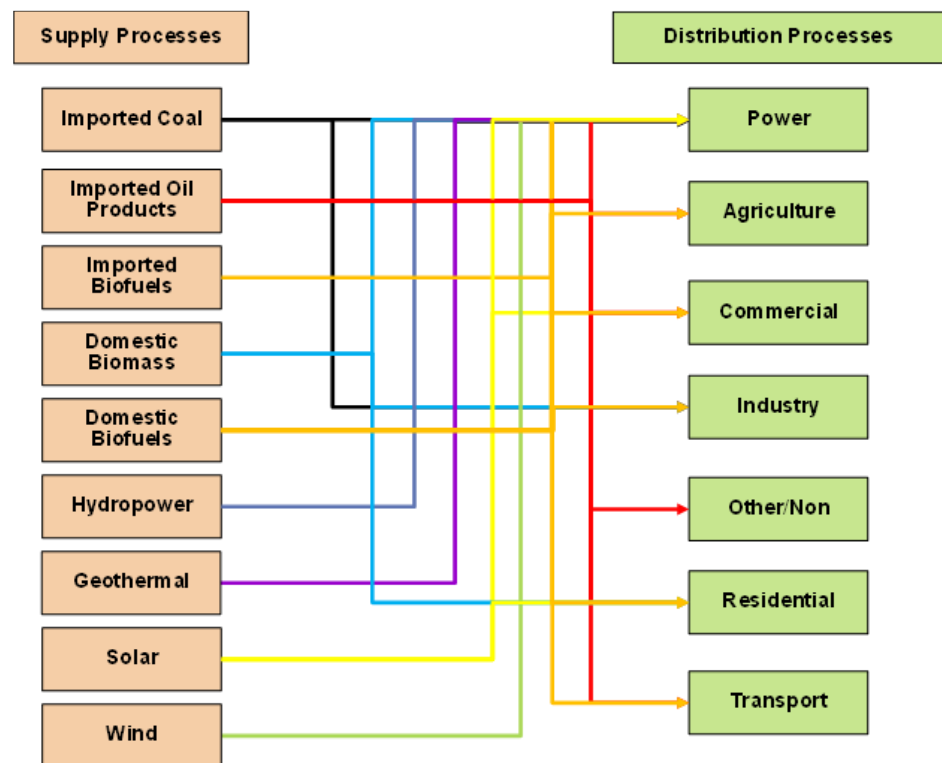 Supply Processes
Distribution Processes
Imported Coal
Imported Oil
Products
Imported
Biofuels
Domestic
Biomass
Domestic
Biofuels
Hydropower
Geothermal
Solar
Wind
Power
Agriculture
Commercial
Industry
Other/Non
Residential
Transport